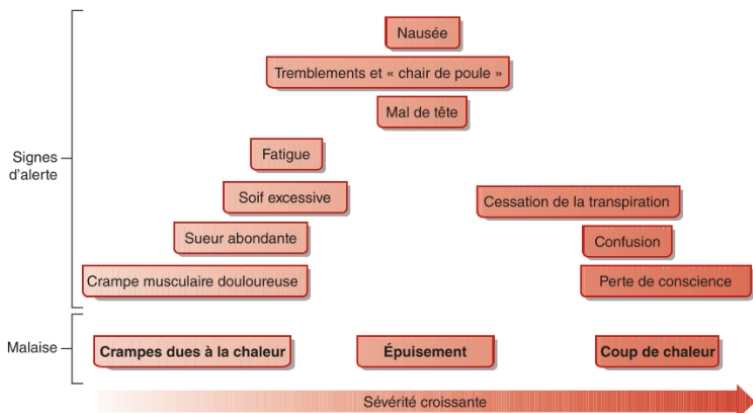 Nausée
Tremblements et « chair de poule »
Mal de tête
Signes
d'alerte
Fatigue
Soif excessive
Cessation de la transpiration
Sueur abondante
Confusion
Crampe musculaire douloureuse
Perte de conscience
Malaise
Crampes dues à la chaleur
Épuisement
Coup de chaleur
Sévérité croissante